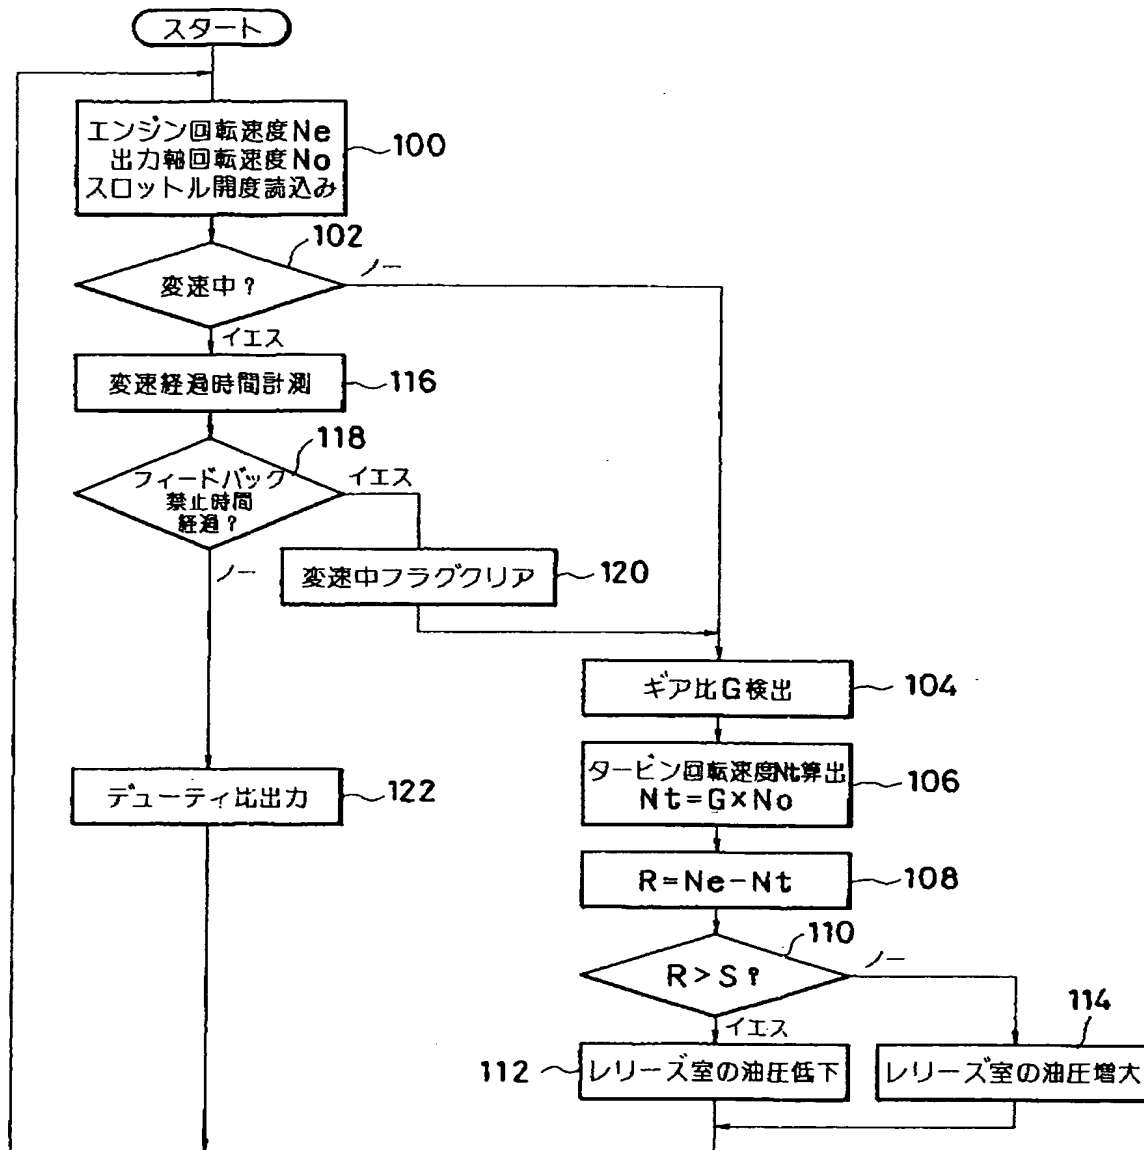 スタート
エンジン回転速度Ne
出力軸回転速度No
スロットル開度読込み
100
102
変速中?
ノー
イエス
変速経過時間計測
116
118
フィードバック
禁止時間
経過?
イエス
ノー
変速中フラグクリア
120
ギア比G検出
104
タービン回転速度Nt算出
Nt=G×No
106
デューティ比出力
122
R=Ne-Nt
108
110
R>S?
ノー
イエス
114
112
レリーズ室の油圧低下
レリーズ室の油圧増大